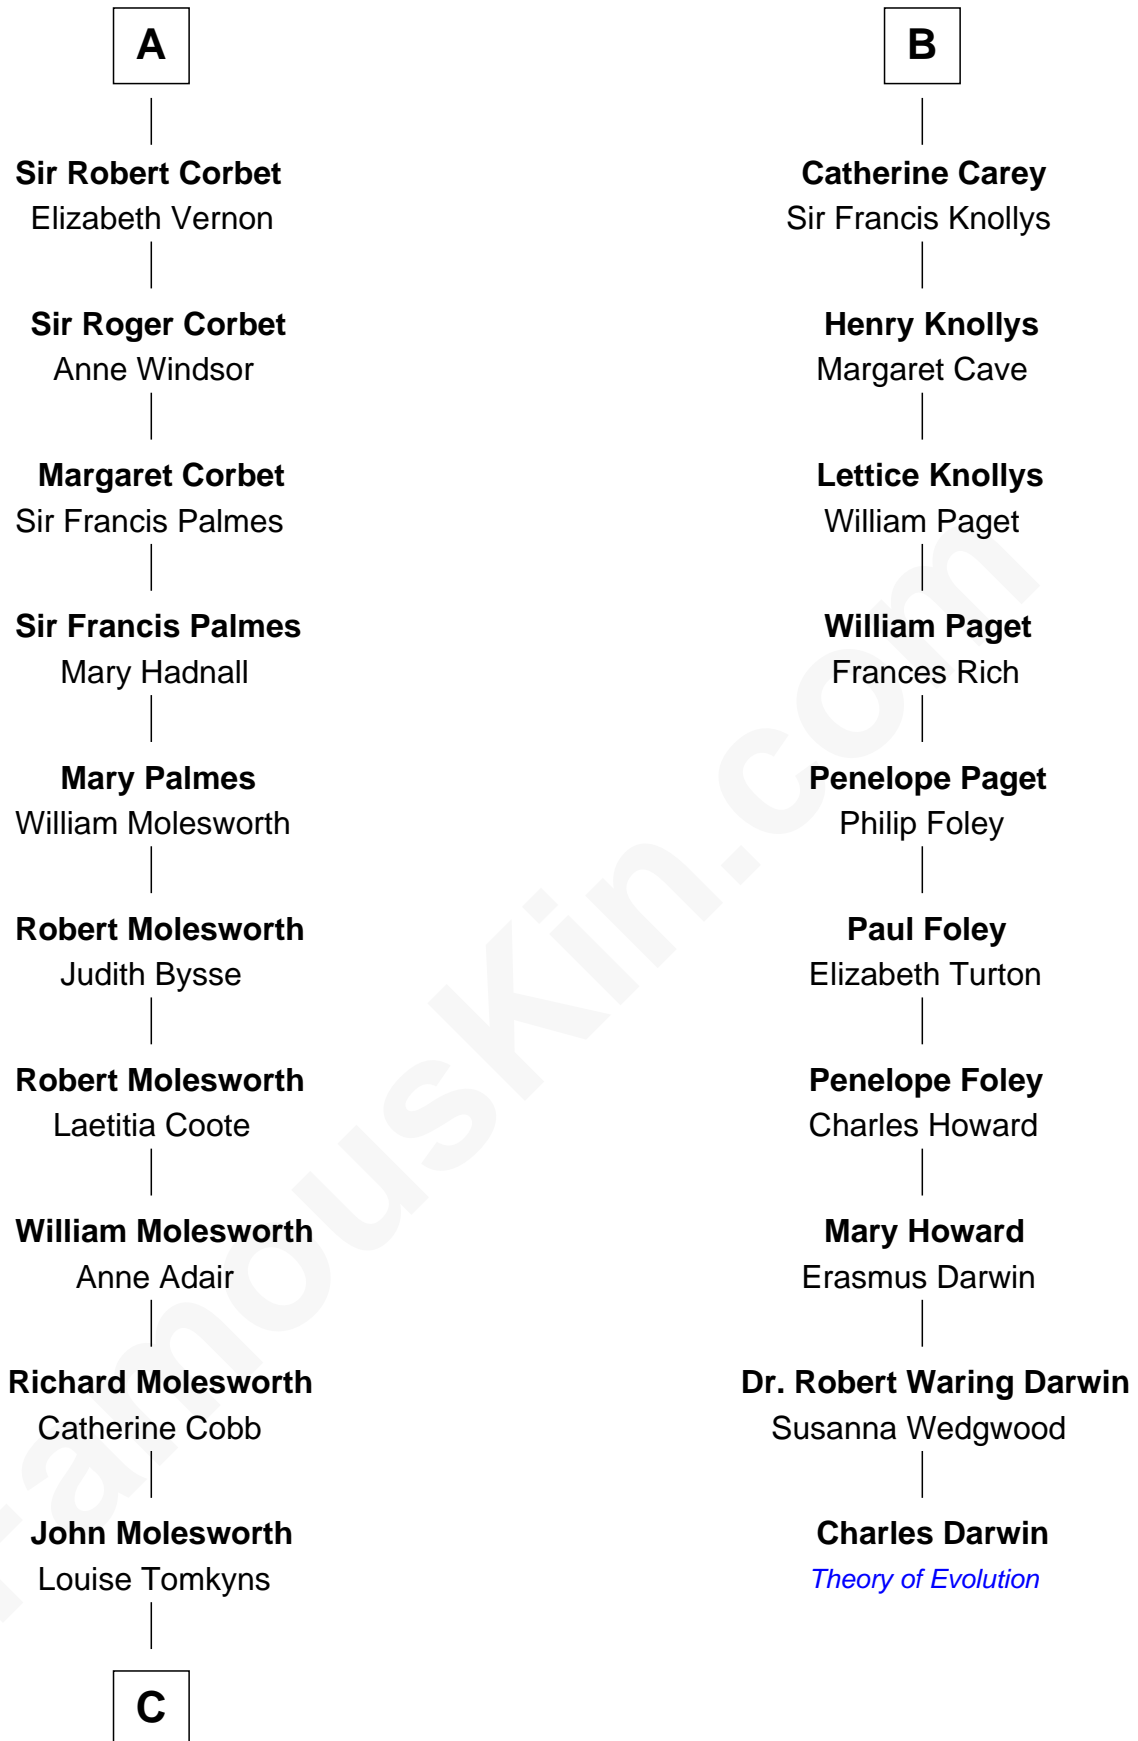 A
Sir Robert Corbet
Elizabeth Vernon
Sir Roger Corbet
Anne Windsor
Margaret Corbet
Sir Francis Palmes
Sir Francis Palmes
Mary Hadnall
Mary Palmes
William Molesworth
Robert Molesworth
Judith Bysse
Robert Molesworth
Laetitia Coote
William Molesworth
Anne Adair
Richard Molesworth
Catherine Cobb
John Molesworth
Louise Tomkyns
C
B
Catherine Carey
Sir Francis Knollys
Henry Knollys
Margaret Cave
Lettice Knollys
William Paget
William Paget
Frances Rich
Penelope Paget
Philip Foley
Paul Foley
Elizabeth Turton
Penelope Foley
Charles Howard
Mary Howard
Erasmus Darwin
Dr. Robert Waring Darwin
Susanna Wedgwood
Charles Darwin
Theory of Evolution
FamousKin.com